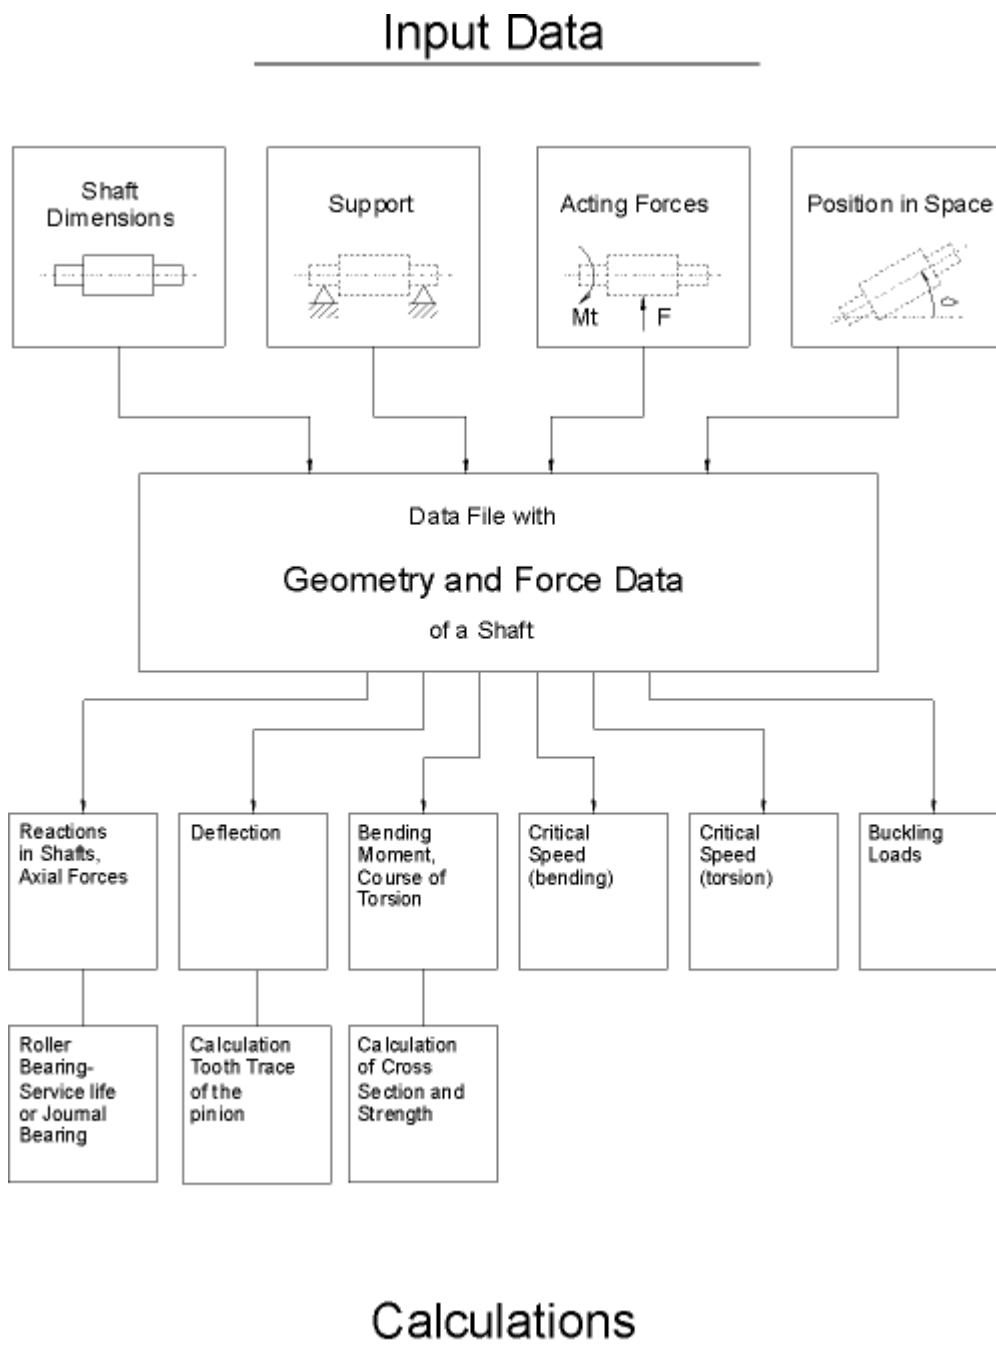 Input Data
Shaft
Dimensions
Support
Acting Forces
Mt
F
Position in Space
Data File with
Geometry and Force Data
of a Shaft
Reactions
in Shafts,
Axial Forces
Deflection
Bending
Moment,
Course of
Torsion
Critical
Speed
(bending)
Critical
Speed
(torsion)
Buckling
Loads
Roller
Bearing-
Service life
or Journal
Bearing
Calculation
Tooth Trace
of the
pinion
Calculation
of Cross
Section and
Strength
Calculations